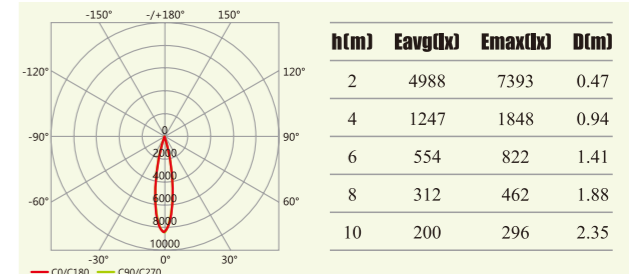 -150° -/+180° 150°
-120° 120°
-90° 90°
-60° 60°
-30° 0° 30°
0
2000
4000
6000
8000
10000
C0/C180 C90/C270
h(m) Eavg(lx) Emax(lx) D(m)
2 4988 7393 0.47
4 1247 1848 0.94
6 554 822 1.41
8 312 462 1.88
10 200 296 2.35